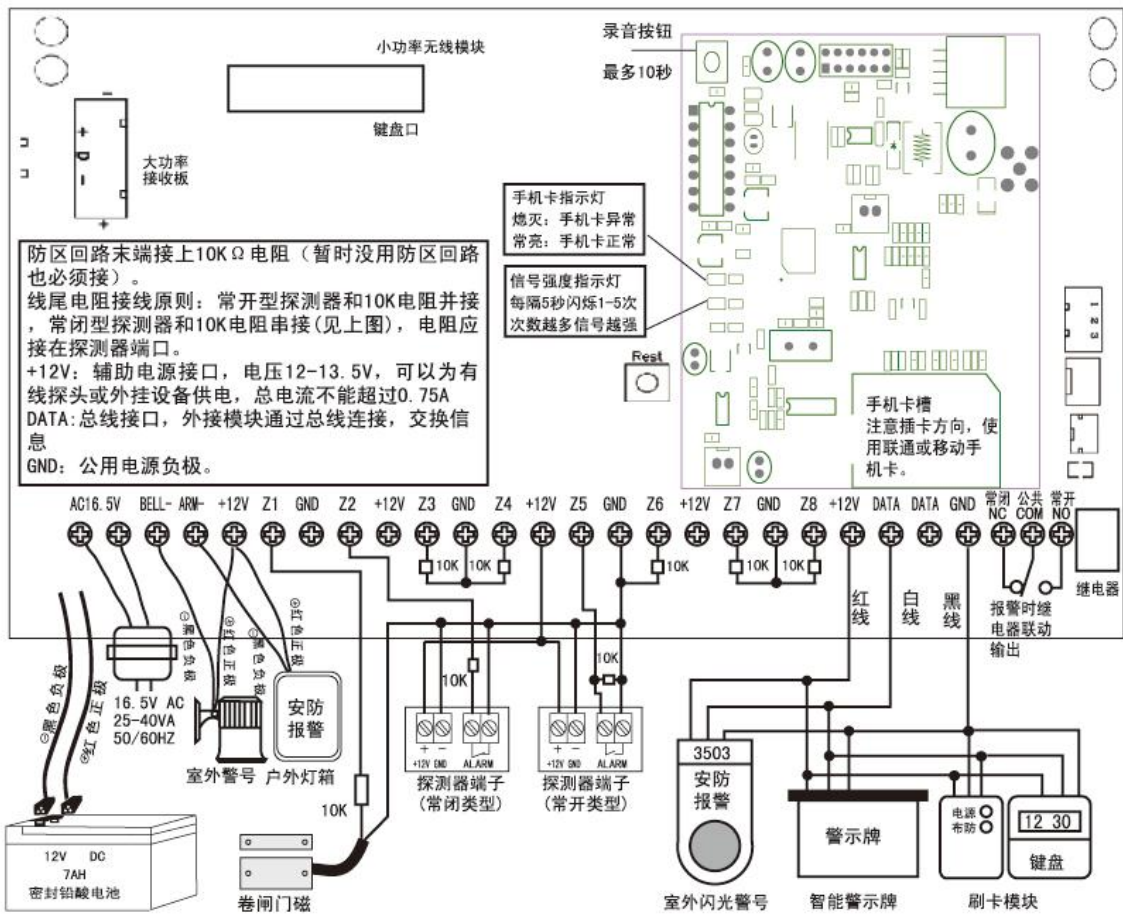 录音按钮
最多10秒
小功率无线模块
键盘口
+ D -
大功率
接收板
手机卡指示灯
熄灭：手机卡异常
常亮：手机卡正常
信号强度指示灯
每隔5秒闪烁1-5次
次数越多信号越强
Rest
1 2 3
防区回路末端接上10KΩ电阻（暂时没用防区回路
也必须接）。
线尾电阻接线原则：常开型探测器和10K电阻并接
，常闭型探测器和10K电阻串接(见上图)，电阻应
接在探测器端口。
+12V：辅助电源接口，电压12-13.5V，可以为有
线探头或外挂设备供电，总电流不能超过0.75A
DATA:总线接口，外接模块通过总线连接，交换信
息
GND：公用电源负极。
手机卡槽
注意插卡方向，使
用联通或移动手
机卡。
AC16.5V BELL- ARM- +12V Z1 GND Z2 +12V Z3 GND Z4 +12V Z5 GND Z6 +12V Z7 GND Z8 +12V DATA DATA GND 常闭NC 公共COM 常开NO
10K 10K 10K 10K 10K
继电器
红线 白线 黑线
报警时继
电器联动
输出
⊖黑色负极
⊕红色正极
⊖黑色负极
⊕红色正极
⊖黑色负极
⊕红色正极
16.5V AC
25-40VA
50/60HZ
室外警号
安防
报警
户外灯箱
10K
10K
10K
+ −
+12V GND ALARM
探测器端子
(常闭类型)
+ −
+12V GND ALARM
探测器端子
(常开类型)
12V DC
7AH
密封铅酸电池
卷闸门磁
3503
安防
报警
室外闪光警号
警示牌
智能警示牌
电源
布防
刷卡模块
12 30
键盘